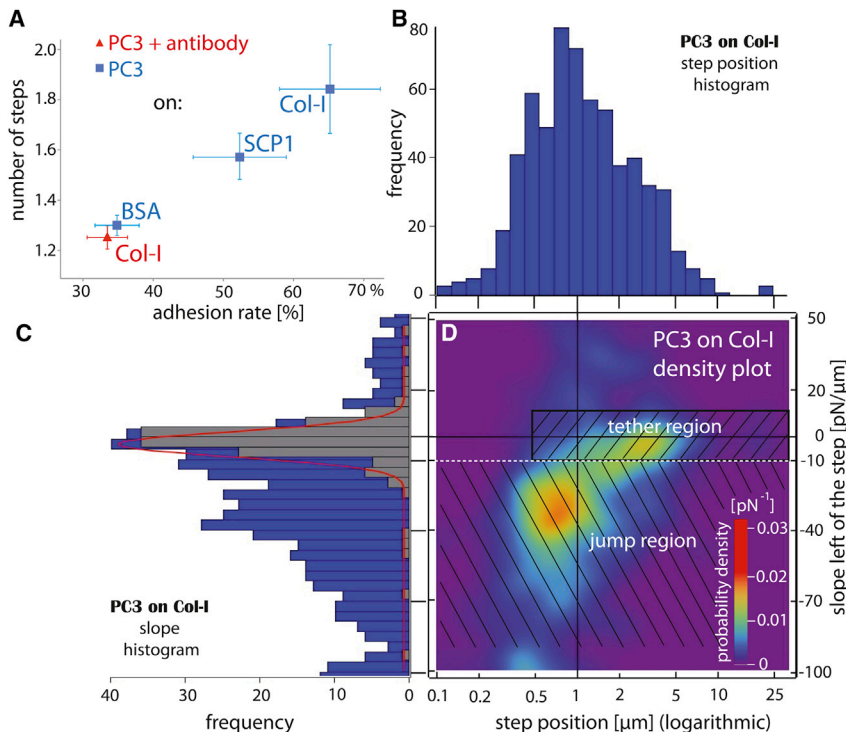 A
PC3 + antibody
PC3
on:
Col-I
SCP1
BSA
Col-I
number of steps
2.0
1.8
1.6
1.4
1.2
30 40 50 60 70 %
adhesion rate [%]
B
PC3 on Col-I
step position
histogram
frequency
80
60
40
20
0
C
PC3 on Col-I
slope
histogram
40 30 20 10 0
frequency
D
PC3 on Col-I
density plot
tether region
jump region
[pN⁻¹]
0.03
0.02
0.01
0
probability density
50
20
0
-10
-40
-70
-100
slope left of the step [pN/µm]
0.1 0.2 0.5 1 2 5 10 25
step position [µm] (logarithmic)